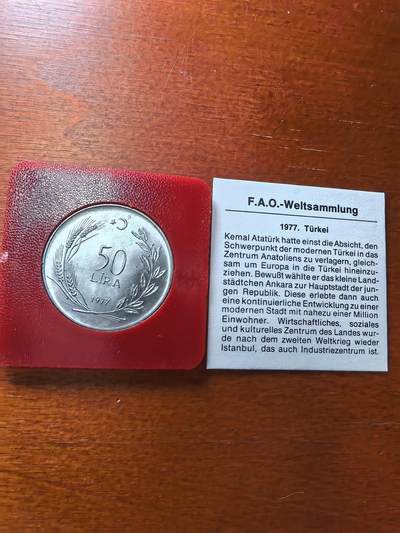 50
LİRA
1977
F.A.O.-Weltsammlung
1977. Türkei
Kemal Atatürk hatte einst die Absicht, den
Schwerpunkt der modernen Türkei in das
Zentrum Anatoliens zu verlagern, gleich-
sam um Europa in die Türkei hineinzu-
ziehen. Bewußt wählte er das kleine Land-
städtchen Ankara zur Hauptstadt der jun-
gen Republik. Diese erlebte dann auch
eine kontinuierliche Entwicklung zu einer
modernen Stadt mit nahezu einer Million
Einwohner. Wirtschaftliches, soziales
und kulturelles Zentrum des Landes wur-
de nach dem zweiten Weltkrieg wieder
Istanbul, das auch Industriezentrum ist.